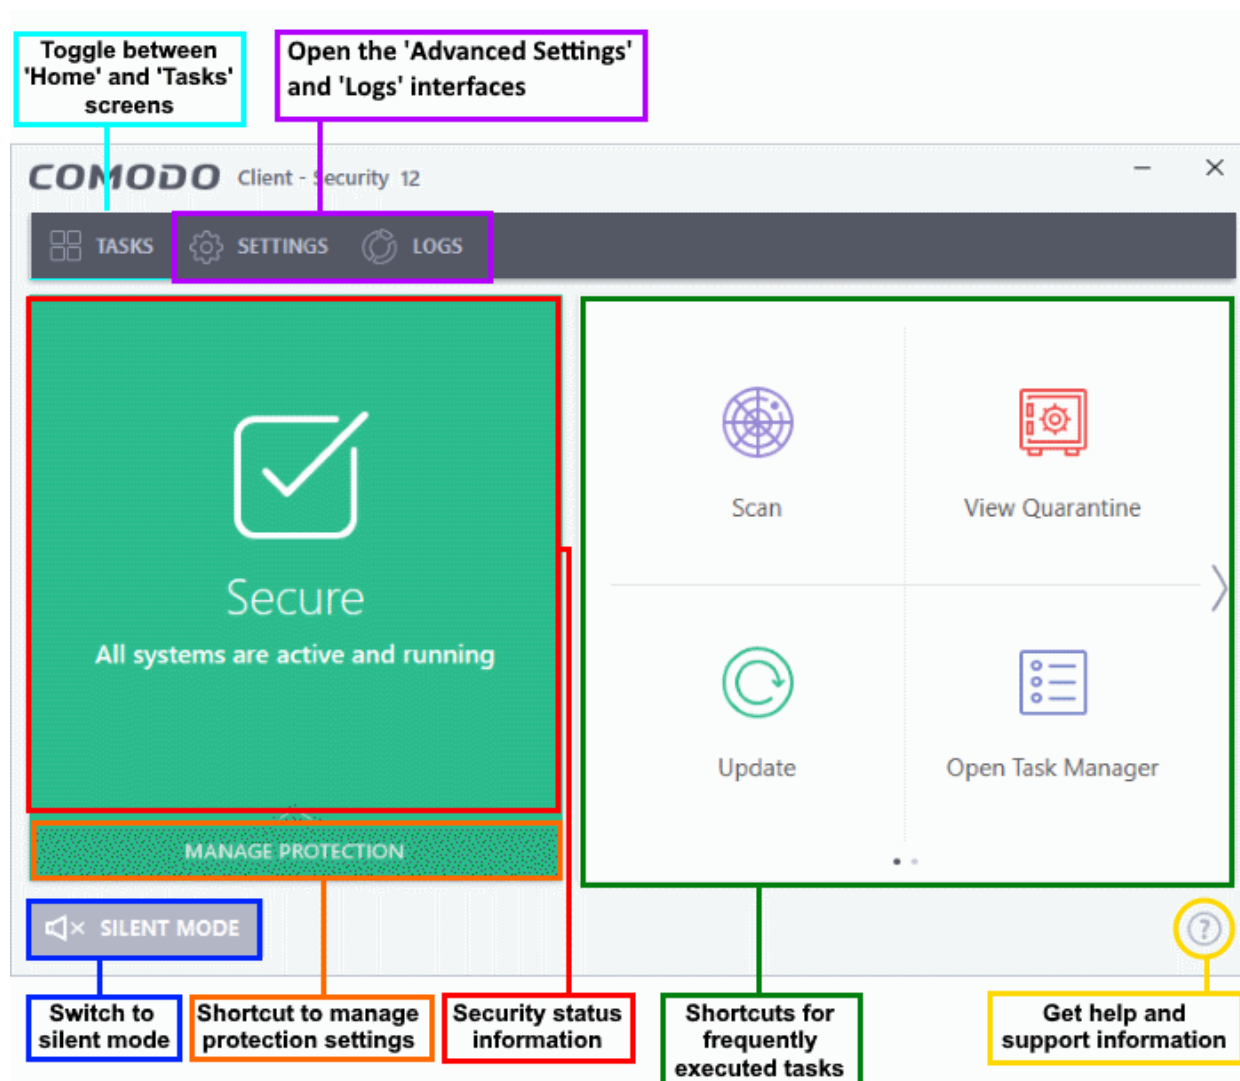 Toggle between
'Home' and 'Tasks'
screens
Open the 'Advanced Settings'
and 'Logs' interfaces
COMODO Client - Security 12
TASKS SETTINGS LOGS
Secure
All systems are active and running
MANAGE PROTECTION
Scan
View Quarantine
Update
Open Task Manager
SILENT MODE
?
Switch to
silent mode
Shortcut to manage
protection settings
Security status
information
Shortcuts for
frequently
executed tasks
Get help and
support information